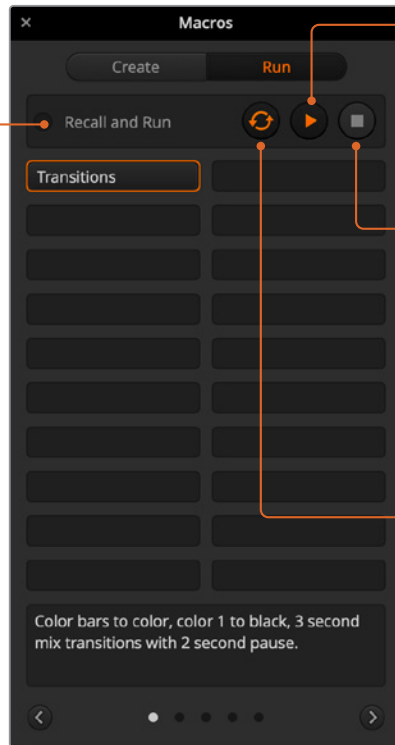 Macros
Create Run
Recall and Run
Transitions
Color bars to color, color 1 to black, 3 second
mix transitions with 2 second pause.